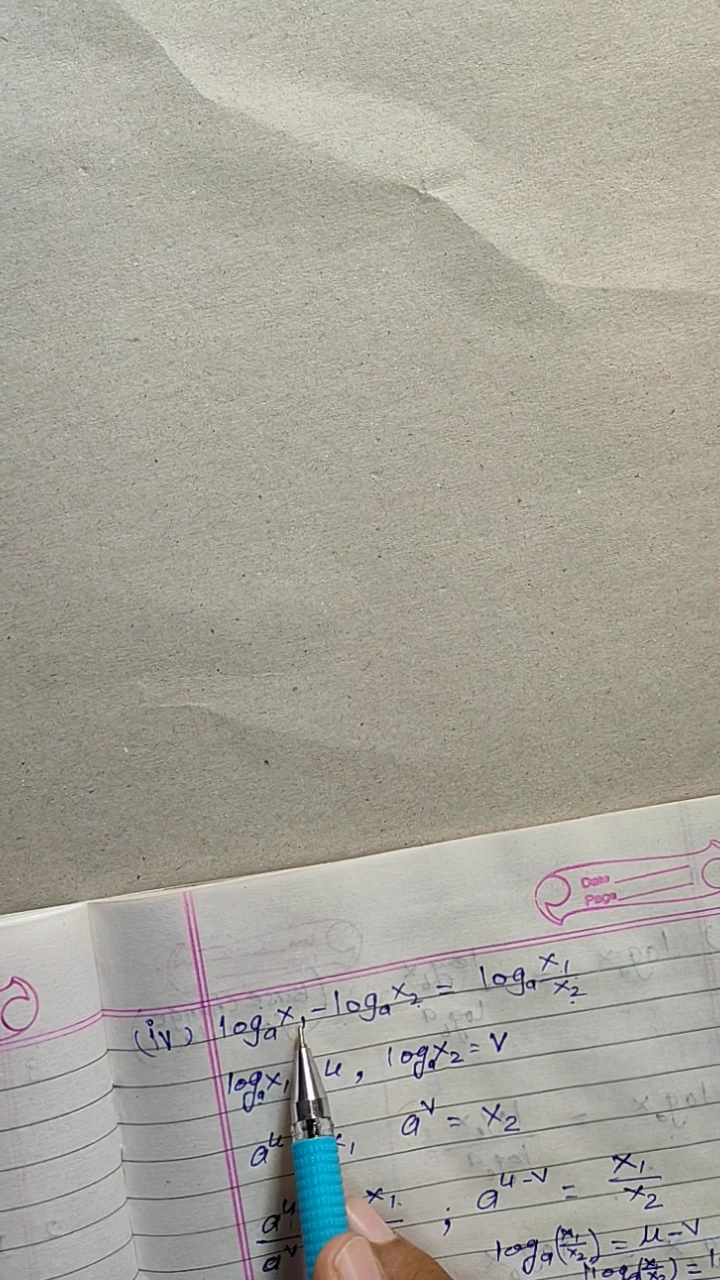 Date
Page
(iv) logₐx₁ - logₐx₂ = logₐ x₁/x₂
logₐx₁ u, logₐx₂ = v
aᵘ x₁ aᵛ = x₂
aᵘ/aᵛ x₁ ; aᵘ⁻ᵛ = x₁/x₂
logₐ(x₁/x₂) = u-v